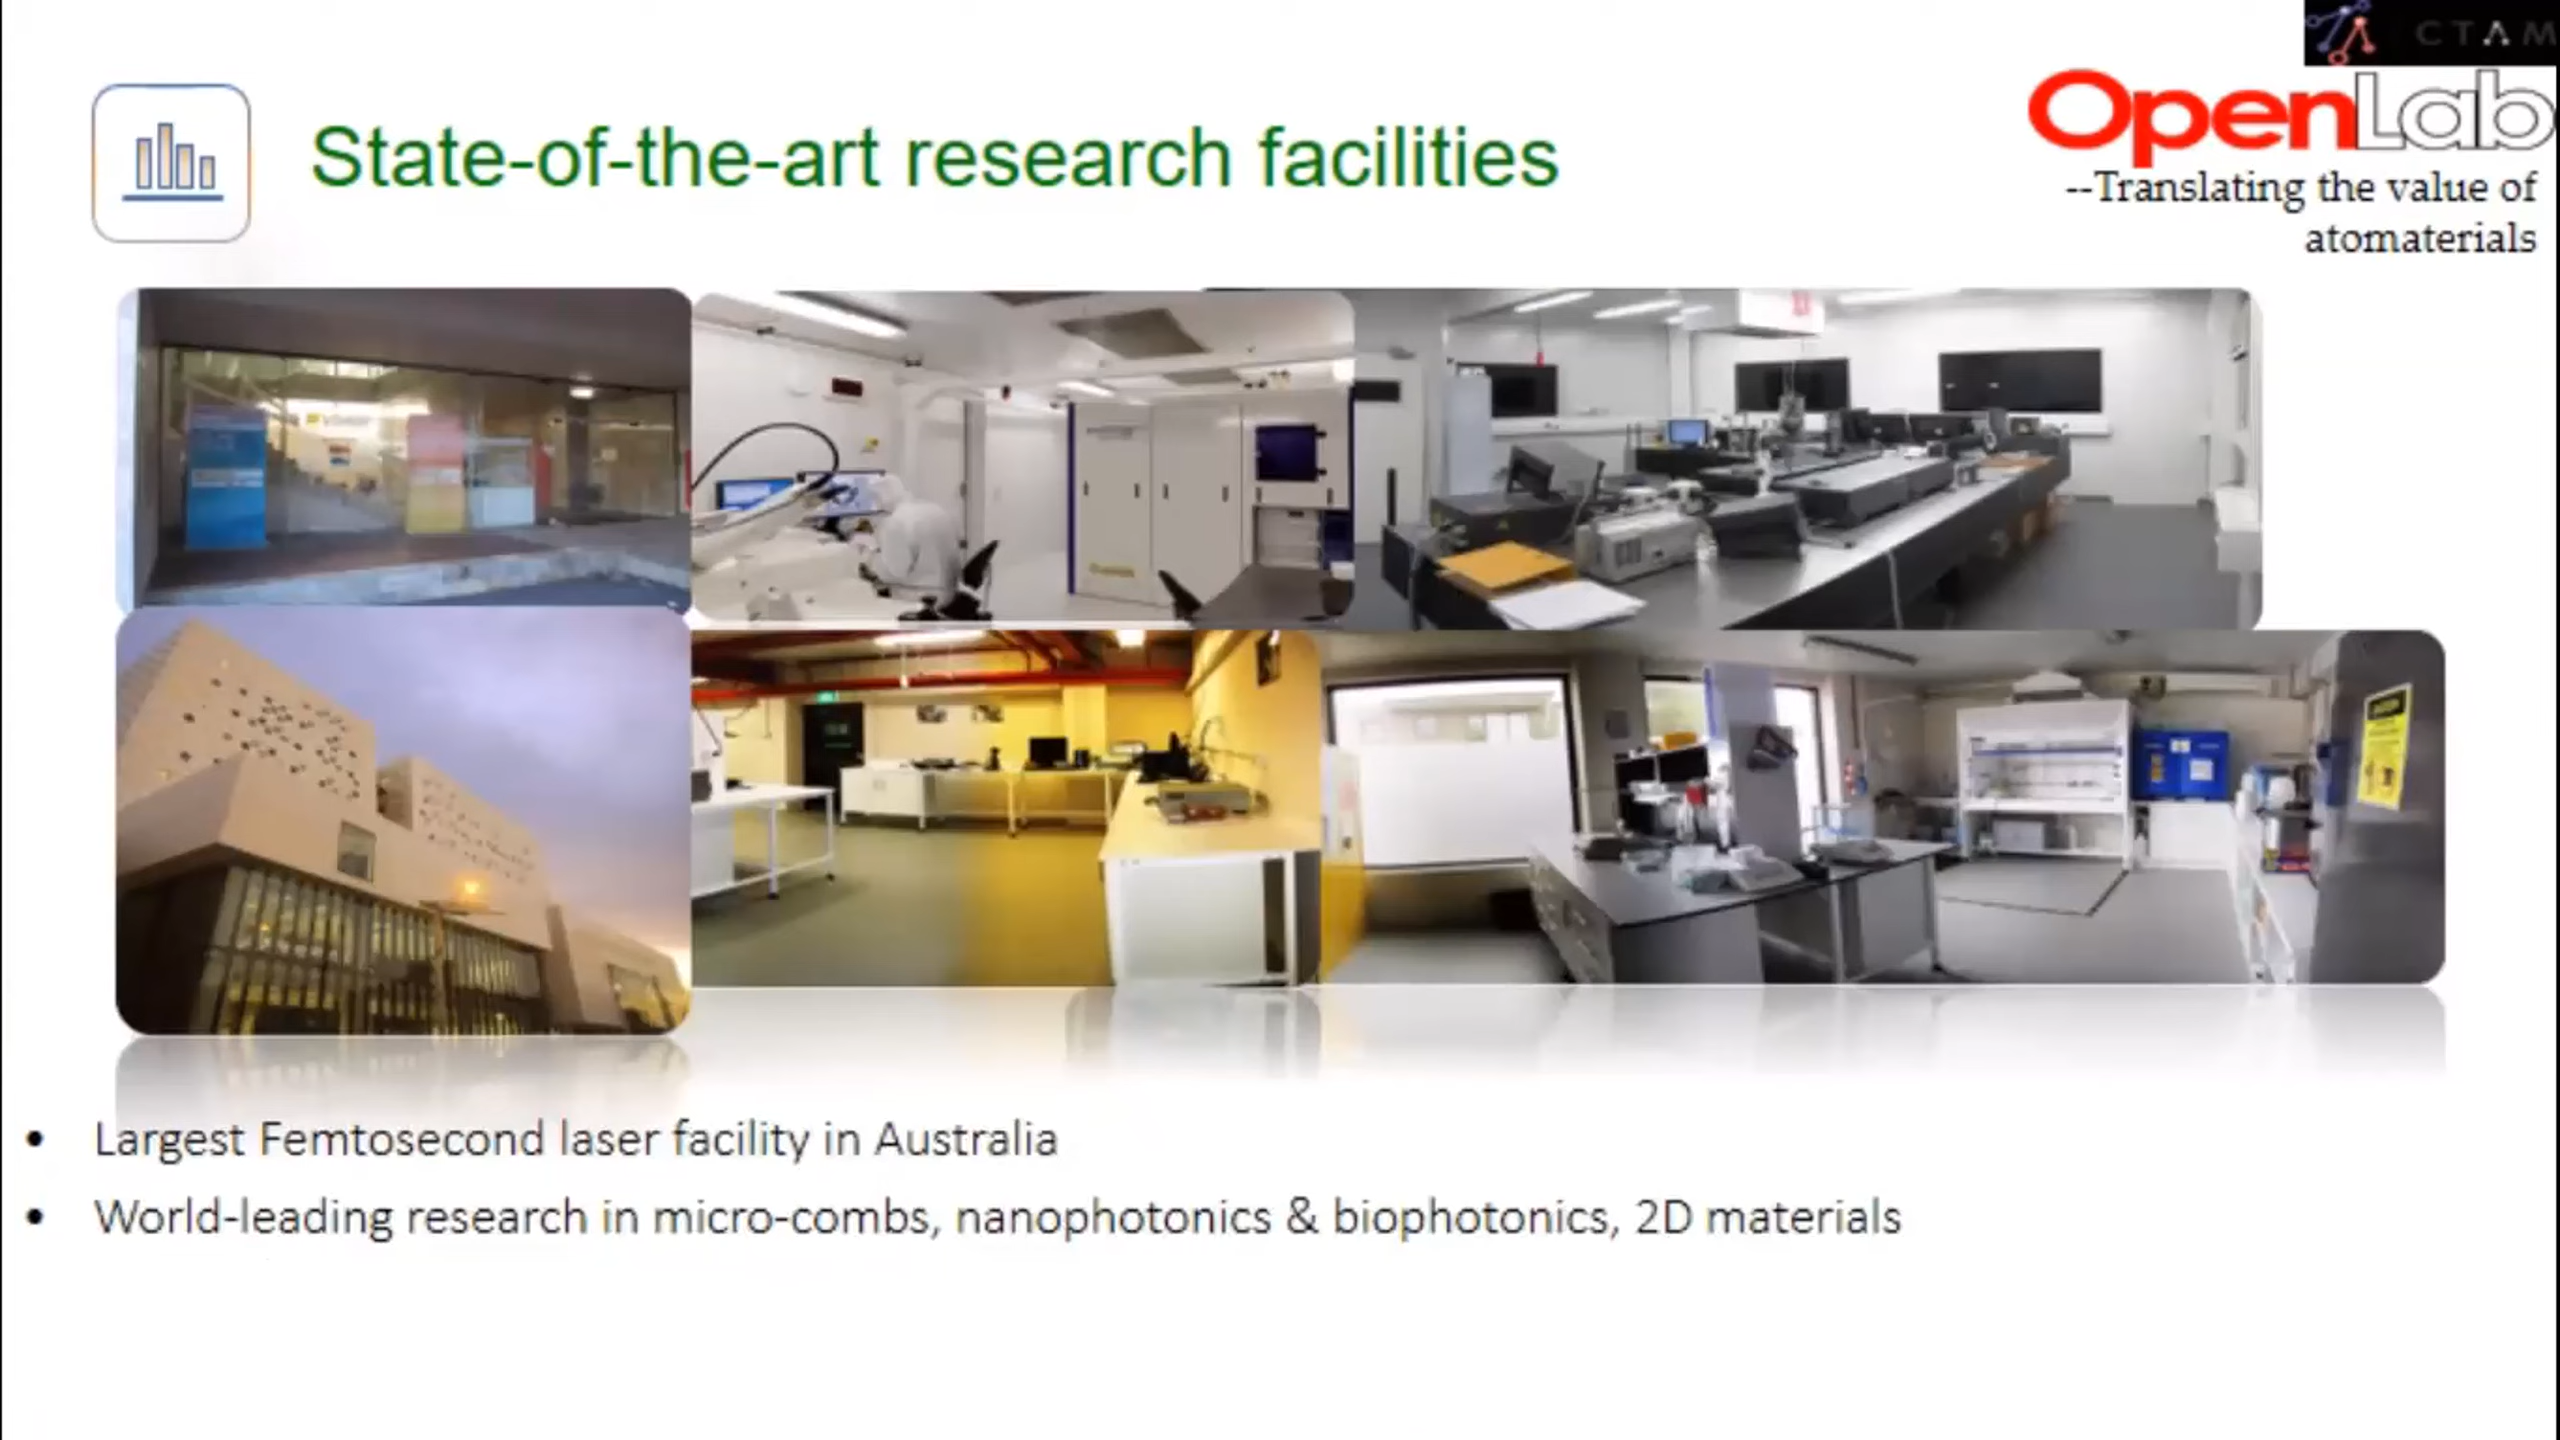 CTAM
OpenLab
State-of-the-art research facilities
--Translating the value of
atomaterials
• Largest Femtosecond laser facility in Australia
• World-leading research in micro-combs, nanophotonics & biophotonics, 2D materials